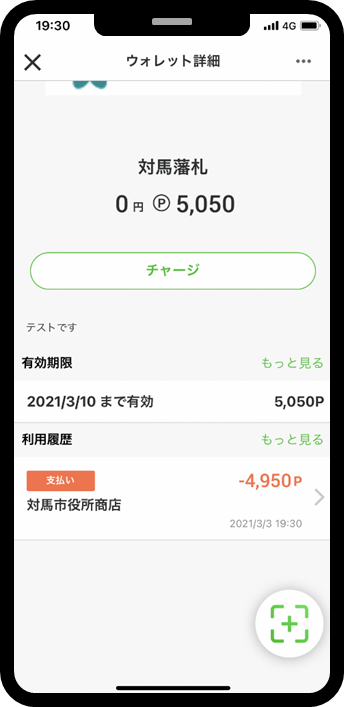 19:30 4G
ウォレット詳細
対馬藩札
0 円 Ⓟ 5,050
チャージ
テストです
有効期限 もっと見る
2021/3/10 まで有効 5,050P
利用履歴 もっと見る
支払い -4,950P
対馬市役所商店
2021/3/3 19:30